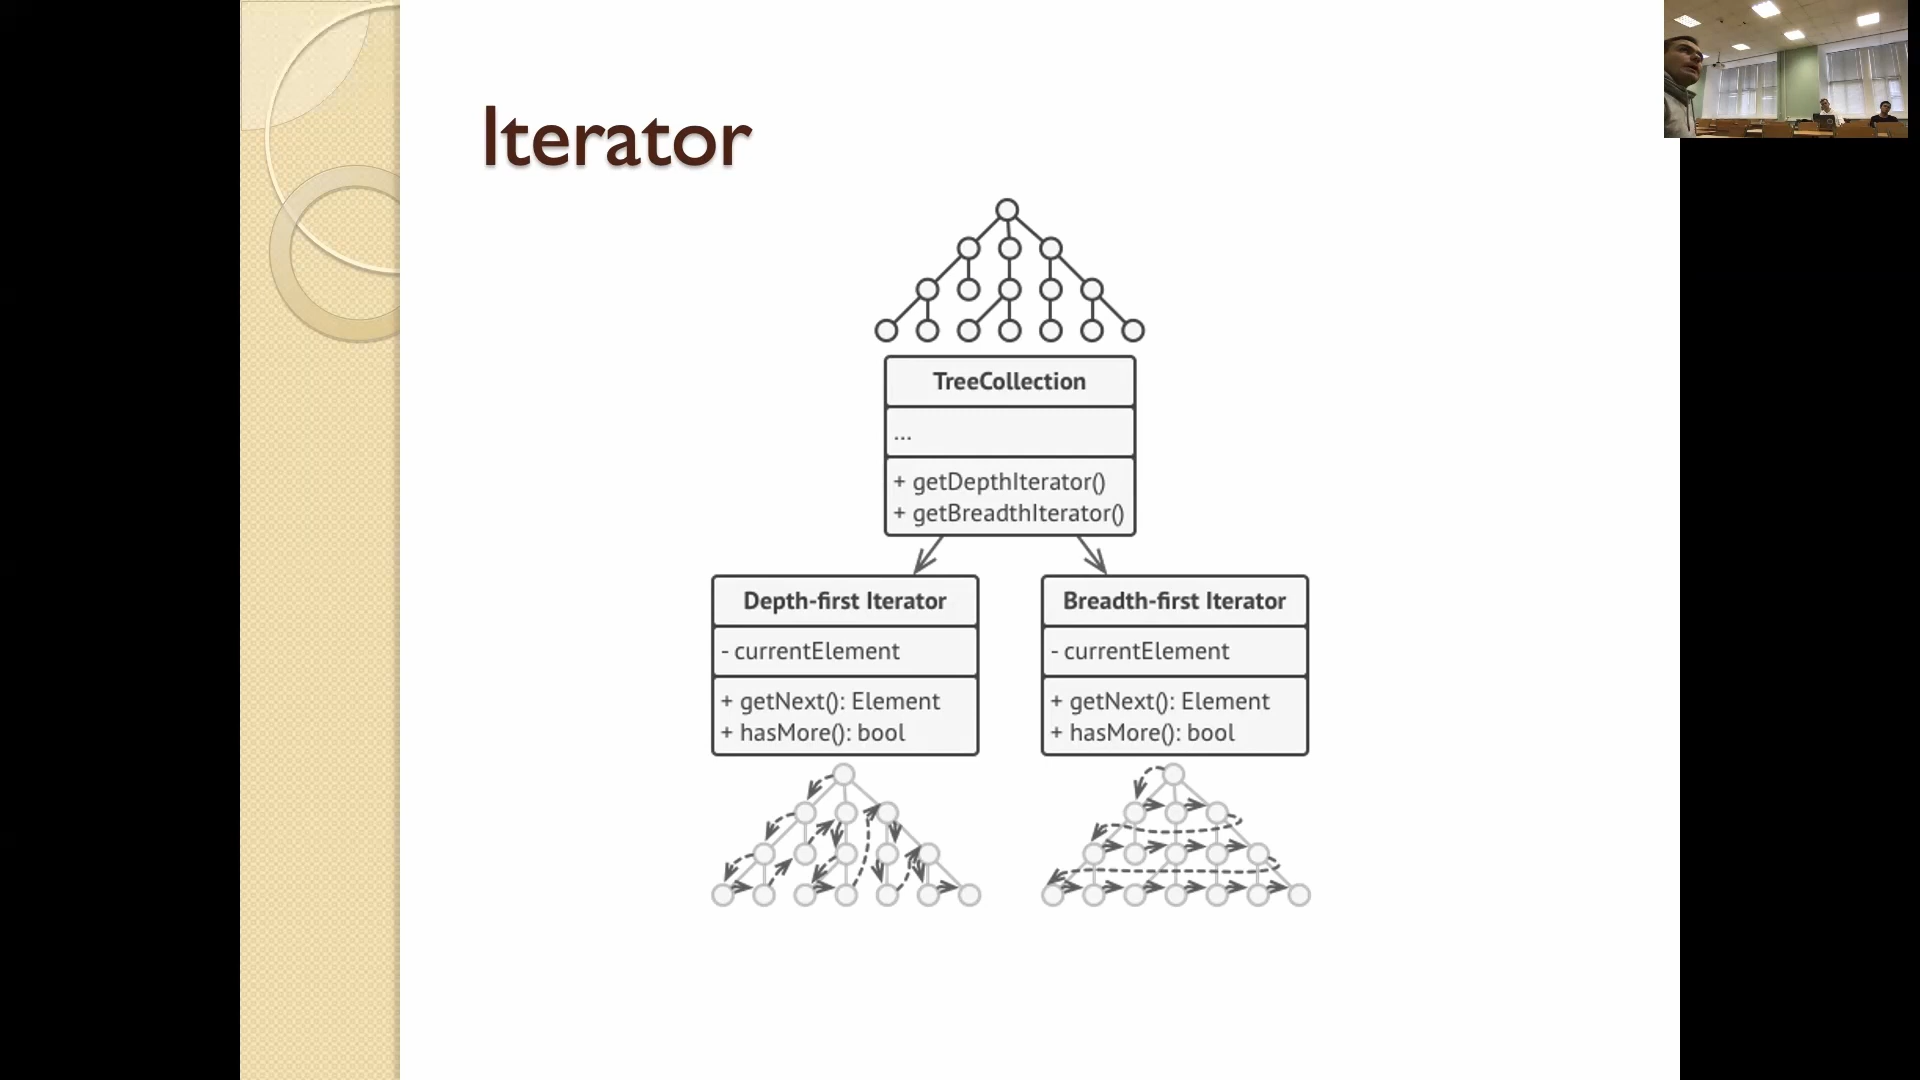 Iterator
TreeCollection
...
+ getDepthIterator()
+ getBreadthIterator()
Depth-first Iterator
- currentElement
+ getNext(): Element
+ hasMore(): bool
Breadth-first Iterator
- currentElement
+ getNext(): Element
+ hasMore(): bool